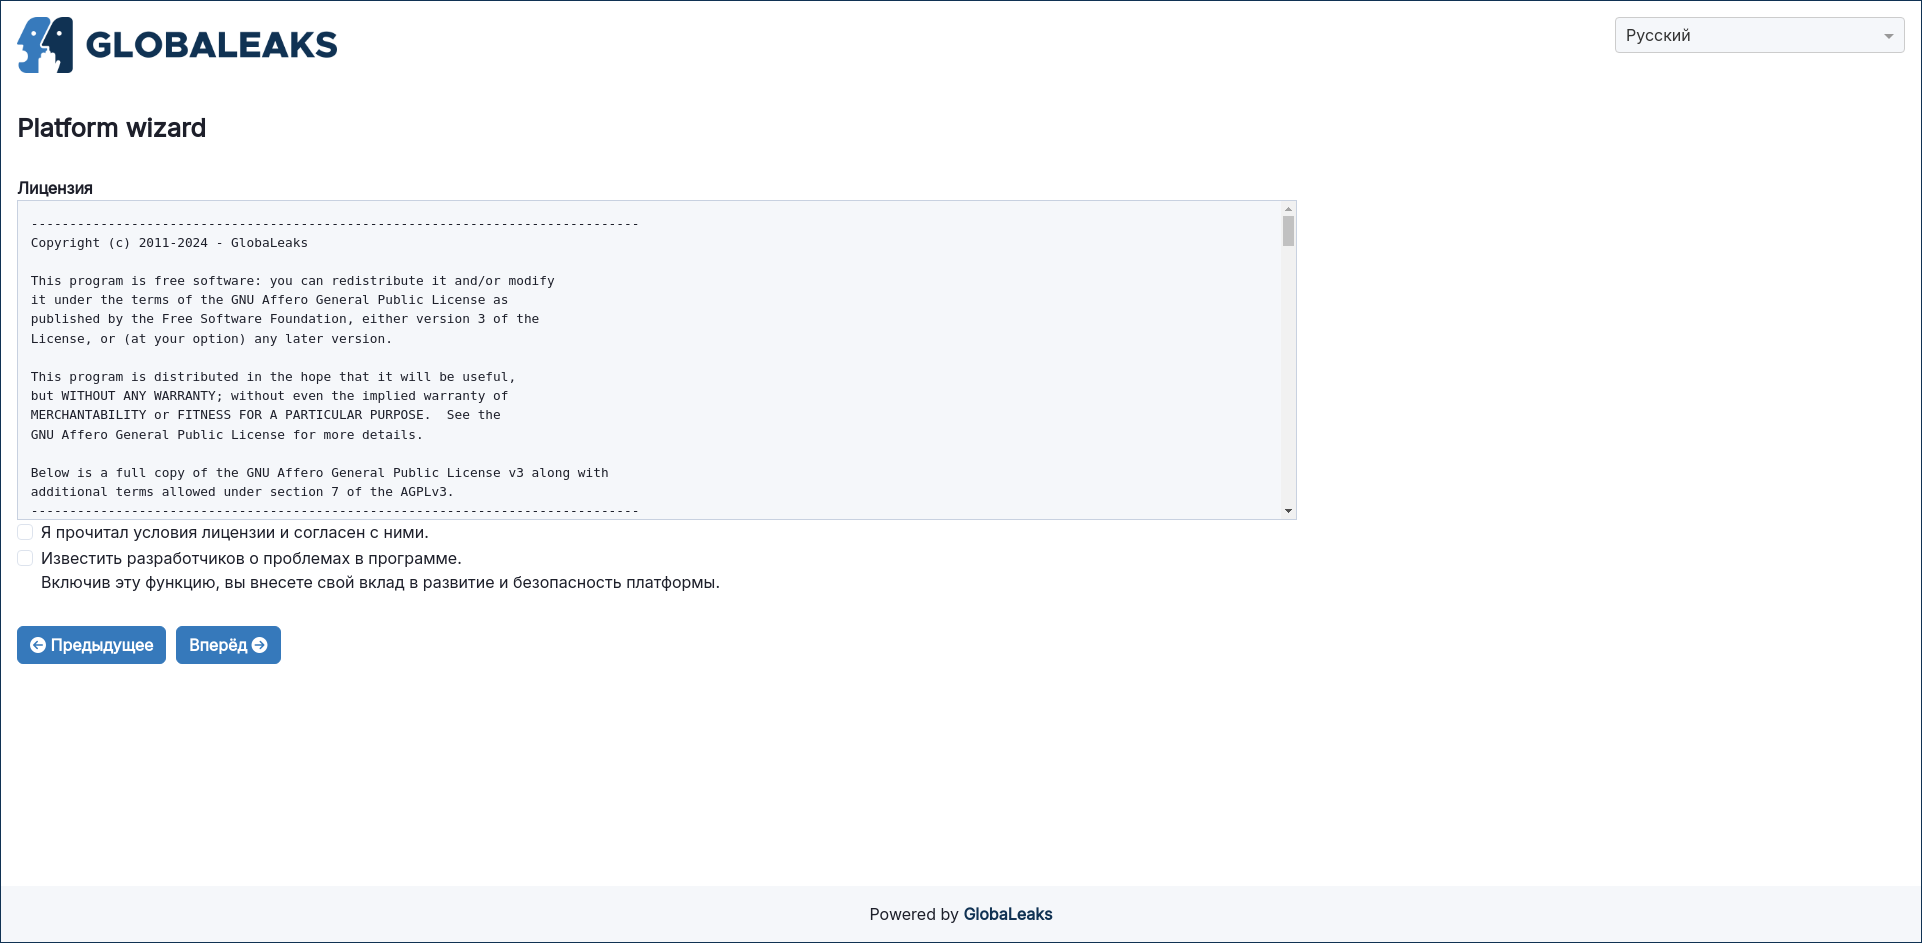 GLOBALEAKS
Русский
Platform wizard
Лицензия
-------------------------------------------------------------------------------
Copyright (c) 2011-2024 - GlobaLeaks
This program is free software: you can redistribute it and/or modify
it under the terms of the GNU Affero General Public License as
published by the Free Software Foundation, either version 3 of the
License, or (at your option) any later version.
This program is distributed in the hope that it will be useful,
but WITHOUT ANY WARRANTY; without even the implied warranty of
MERCHANTABILITY or FITNESS FOR A PARTICULAR PURPOSE.  See the
GNU Affero General Public License for more details.
Below is a full copy of the GNU Affero General Public License v3 along with
additional terms allowed under section 7 of the AGPLv3.
-------------------------------------------------------------------------------
Я прочитал условия лицензии и согласен с ними.
Известить разработчиков о проблемах в программе.
Включив эту функцию, вы внесете свой вклад в развитие и безопасность платформы.
Предыдущее Вперёд
Powered by GlobaLeaks